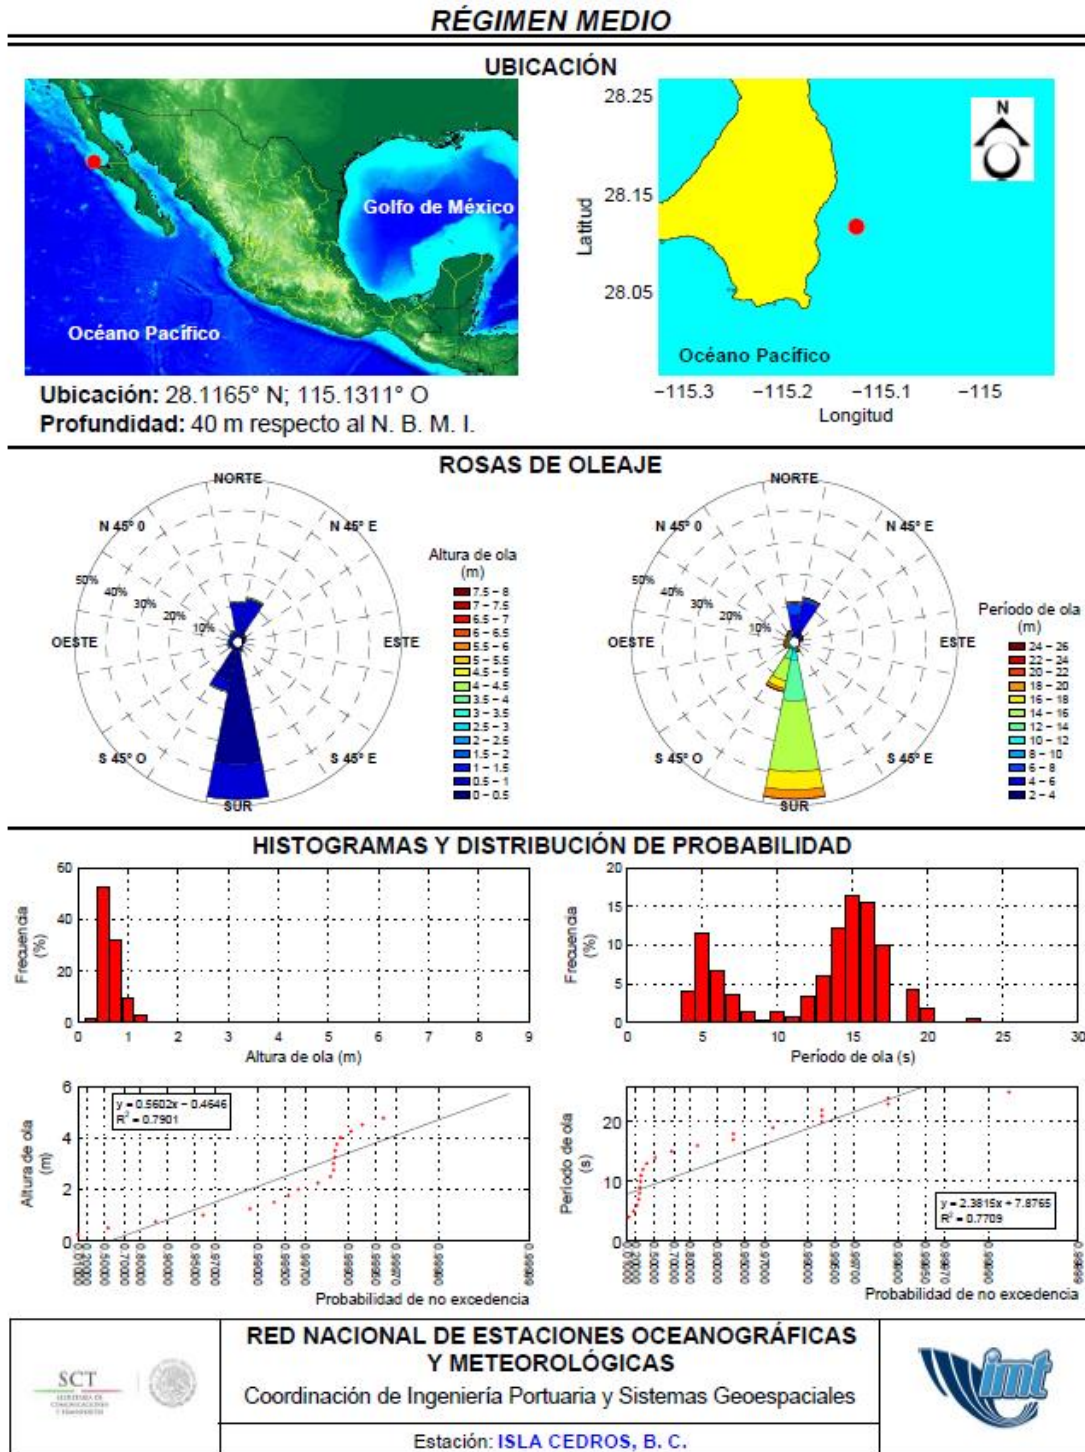 RÉGIMEN MEDIO
UBICACIÓN
Golfo de México
Océano Pacífico
28.25
28.15
28.05
Latitud
N
Océano Pacífico
−115.3 −115.2 −115.1 −115
Longitud
Ubicación: 28.1165° N; 115.1311° O
Profundidad: 40 m respecto al N. B. M. I.
ROSAS DE OLEAJE
NORTE
N 45° 0
N 45° E
50%
40%
30%
20%
10%
OESTE
ESTE
S 45° O
S 45° E
SUR
Altura de ola
(m)
7.5 − 8
7 − 7.5
6.5 − 7
6 − 6.5
5.5 − 6
5 − 5.5
4.5 − 5
4 − 4.5
3.5 − 4
3 − 3.5
2.5 − 3
2 − 2.5
1.5 − 2
1 − 1.5
0.5 − 1
0 − 0.5
NORTE
N 45° 0
N 45° E
50%
40%
30%
20%
10%
OESTE
ESTE
S 45° O
S 45° E
SUR
Período de ola
(m)
24 − 26
22 − 24
20 − 22
18 − 20
16 − 18
14 − 16
12 − 14
10 − 12
8 − 10
6 − 8
4 − 6
2 − 4
HISTOGRAMAS Y DISTRIBUCIÓN DE PROBABILIDAD
60
40
20
0
Frecuencia
(%)
0 1 2 3 4 5 6 7 8 9
Altura de ola (m)
20
15
10
5
0
Frecuencia
(%)
0 5 10 15 20 25 30
Período de ola (s)
6
4
2
0
Altura de ola
(m)
y = 0.5602x − 0.4646
R² = 0.7901
Probabilidad de no excedencia
20
10
0
Período de ola
(s)
y = 2.3815x + 7.8765
R² = 0.7709
Probabilidad de no excedencia
SCT
SECRETARÍA DE
COMUNICACIONES
Y TRANSPORTES
RED NACIONAL DE ESTACIONES OCEANOGRÁFICAS
Y METEOROLÓGICAS
Coordinación de Ingeniería Portuaria y Sistemas Geoespaciales
Estación: ISLA CEDROS, B. C.
imt